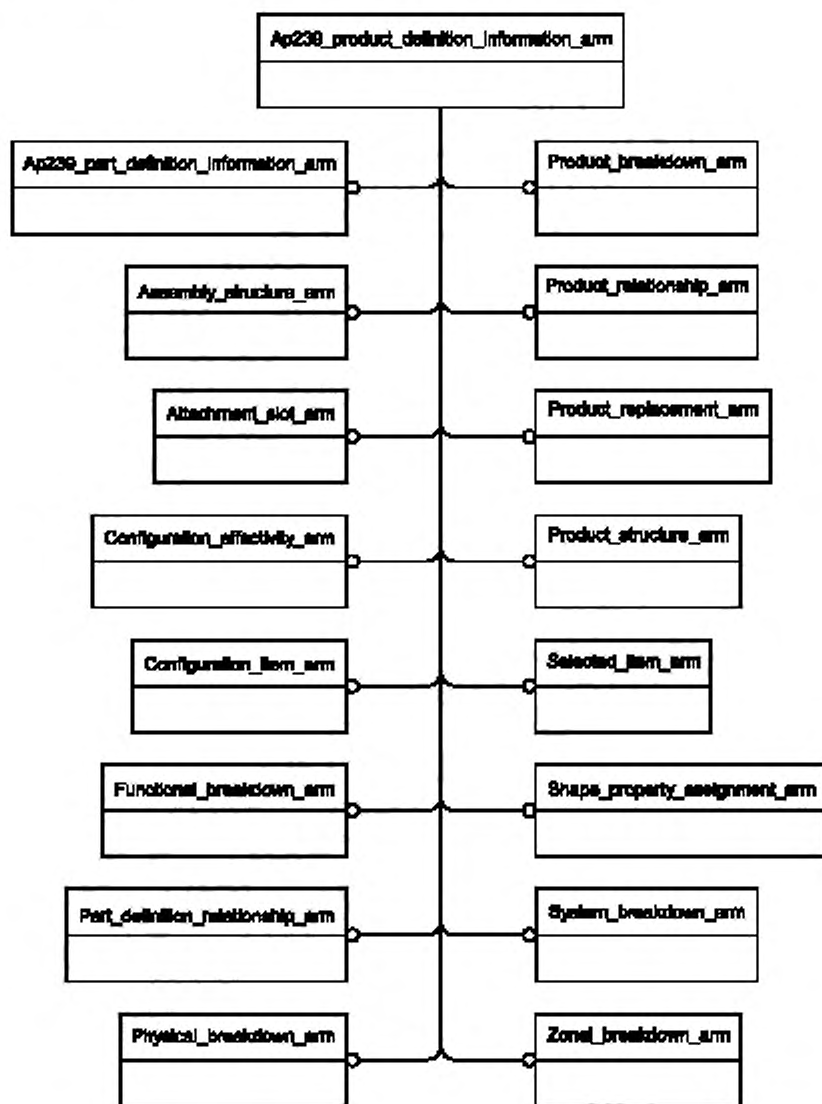 Ap239_product_definition_information_arm
Ap239_part_definition_information_arm
Product_breakdown_arm
Assembly_structure_arm
Product_relationship_arm
Attachment_slot_arm
Product_replacement_arm
Configuration_effectivity_arm
Product_structure_arm
Configuration_item_arm
Selected_item_arm
Functional_breakdown_arm
Shape_property_assignment_arm
Part_definition_relationship_arm
System_breakdown_arm
Physical_breakdown_arm
Zonal_breakdown_arm